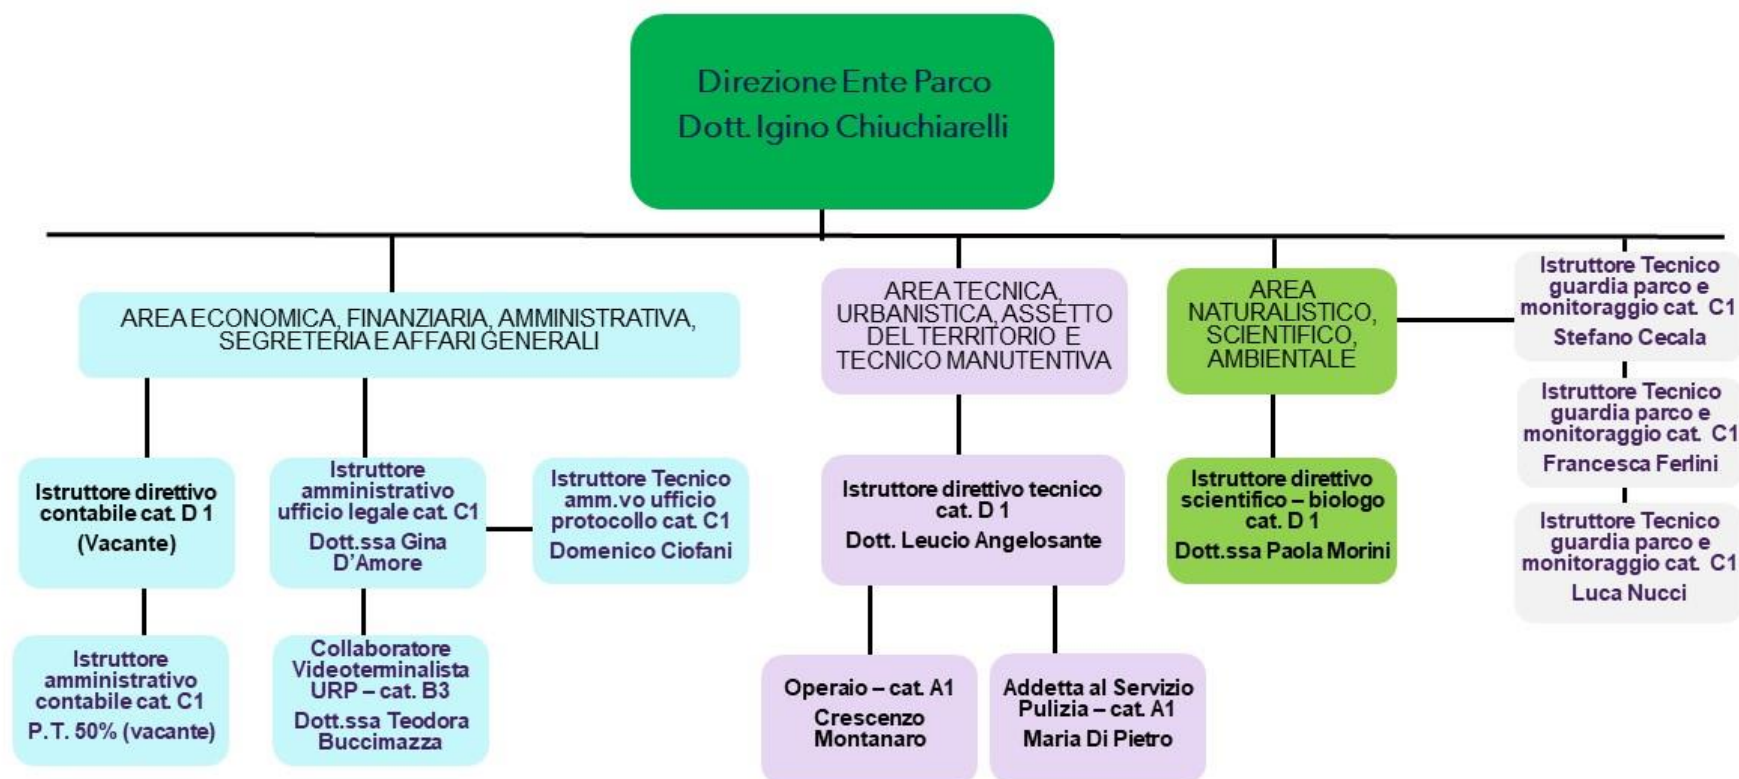 Direzione Ente Parco
Dott. Igino Chiuchiarelli
AREA ECONOMICA, FINANZIARIA, AMMINISTRATIVA,
SEGRETERIA E AFFARI GENERALI
AREA TECNICA,
URBANISTICA, ASSETTO
DEL TERRITORIO E
TECNICO MANUTENTIVA
AREA
NATURALISTICO,
SCIENTIFICO,
AMBIENTALE
Istruttore Tecnico
guardia parco e
monitoraggio cat. C1
Stefano Cecala
Istruttore Tecnico
guardia parco e
monitoraggio cat. C1
Francesca Ferlini
Istruttore Tecnico
guardia parco e
monitoraggio cat. C1
Luca Nucci
Istruttore direttivo
contabile cat. D 1
(Vacante)
Istruttore
amministrativo
ufficio legale cat. C1
Dott.ssa Gina
D'Amore
Istruttore Tecnico
amm.vo ufficio
protocollo cat. C1
Domenico Ciofani
Istruttore direttivo tecnico
cat. D 1
Dott. Leucio Angelosante
Istruttore direttivo
scientifico – biologo
cat. D 1
Dott.ssa Paola Morini
Istruttore
amministrativo
contabile cat. C1
P.T. 50% (vacante)
Collaboratore
Videoterminalista
URP – cat. B3
Dott.ssa Teodora
Buccimazza
Operaio – cat. A1
Crescenzo
Montanaro
Addetta al Servizio
Pulizia – cat. A1
Maria Di Pietro